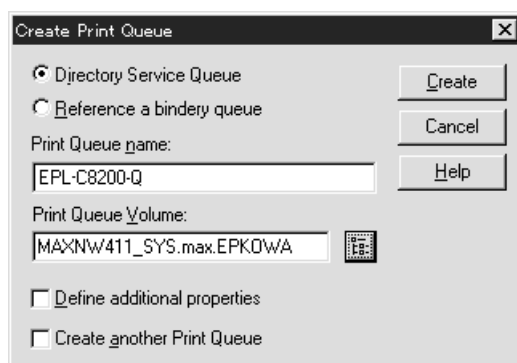 Create Print Queue
Directory Service Queue
Reference a bindery queue
Print Queue name:
EPL-C8200-Q
Print Queue Volume:
MAXNW411_SYS.max.EPKOWA
Define additional properties
Create another Print Queue
Create
Cancel
Help